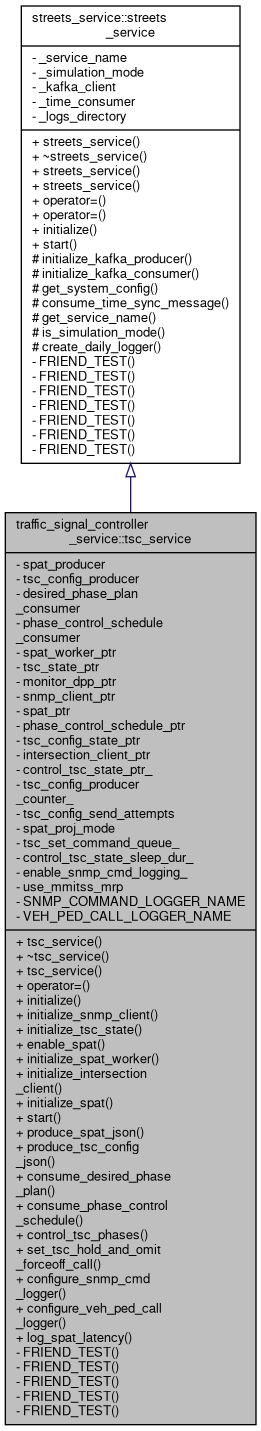 streets_service::streets
_service
- _service_name
- _simulation_mode
- _kafka_client
- _time_consumer
- _logs_directory
+ streets_service()
+ ~streets_service()
+ streets_service()
+ streets_service()
+ operator=()
+ operator=()
+ initialize()
+ start()
# initialize_kafka_producer()
# initialize_kafka_consumer()
# get_system_config()
# consume_time_sync_message()
# get_service_name()
# is_simulation_mode()
# create_daily_logger()
- FRIEND_TEST()
- FRIEND_TEST()
- FRIEND_TEST()
- FRIEND_TEST()
- FRIEND_TEST()
- FRIEND_TEST()
- FRIEND_TEST()
traffic_signal_controller
_service::tsc_service
- spat_producer
- tsc_config_producer
- desired_phase_plan
_consumer
- phase_control_schedule
_consumer
- spat_worker_ptr
- tsc_state_ptr
- monitor_dpp_ptr
- snmp_client_ptr
- spat_ptr
- phase_control_schedule_ptr
- tsc_config_state_ptr
- intersection_client_ptr
- control_tsc_state_ptr_
- tsc_config_producer
_counter_
- tsc_config_send_attempts
- spat_proj_mode
- tsc_set_command_queue_
- control_tsc_state_sleep_dur_
- enable_snmp_cmd_logging_
- use_mmitss_mrp
- SNMP_COMMAND_LOGGER_NAME
- VEH_PED_CALL_LOGGER_NAME
+ tsc_service()
+ ~tsc_service()
+ tsc_service()
+ operator=()
+ initialize()
+ initialize_snmp_client()
+ initialize_tsc_state()
+ enable_spat()
+ initialize_spat_worker()
+ initialize_intersection
_client()
+ initialize_spat()
+ start()
+ produce_spat_json()
+ produce_tsc_config
_json()
+ consume_desired_phase
_plan()
+ consume_phase_control
_schedule()
+ control_tsc_phases()
+ set_tsc_hold_and_omit
_forceoff_call()
+ configure_snmp_cmd
_logger()
+ configure_veh_ped_call
_logger()
+ log_spat_latency()
- FRIEND_TEST()
- FRIEND_TEST()
- FRIEND_TEST()
- FRIEND_TEST()
- FRIEND_TEST()